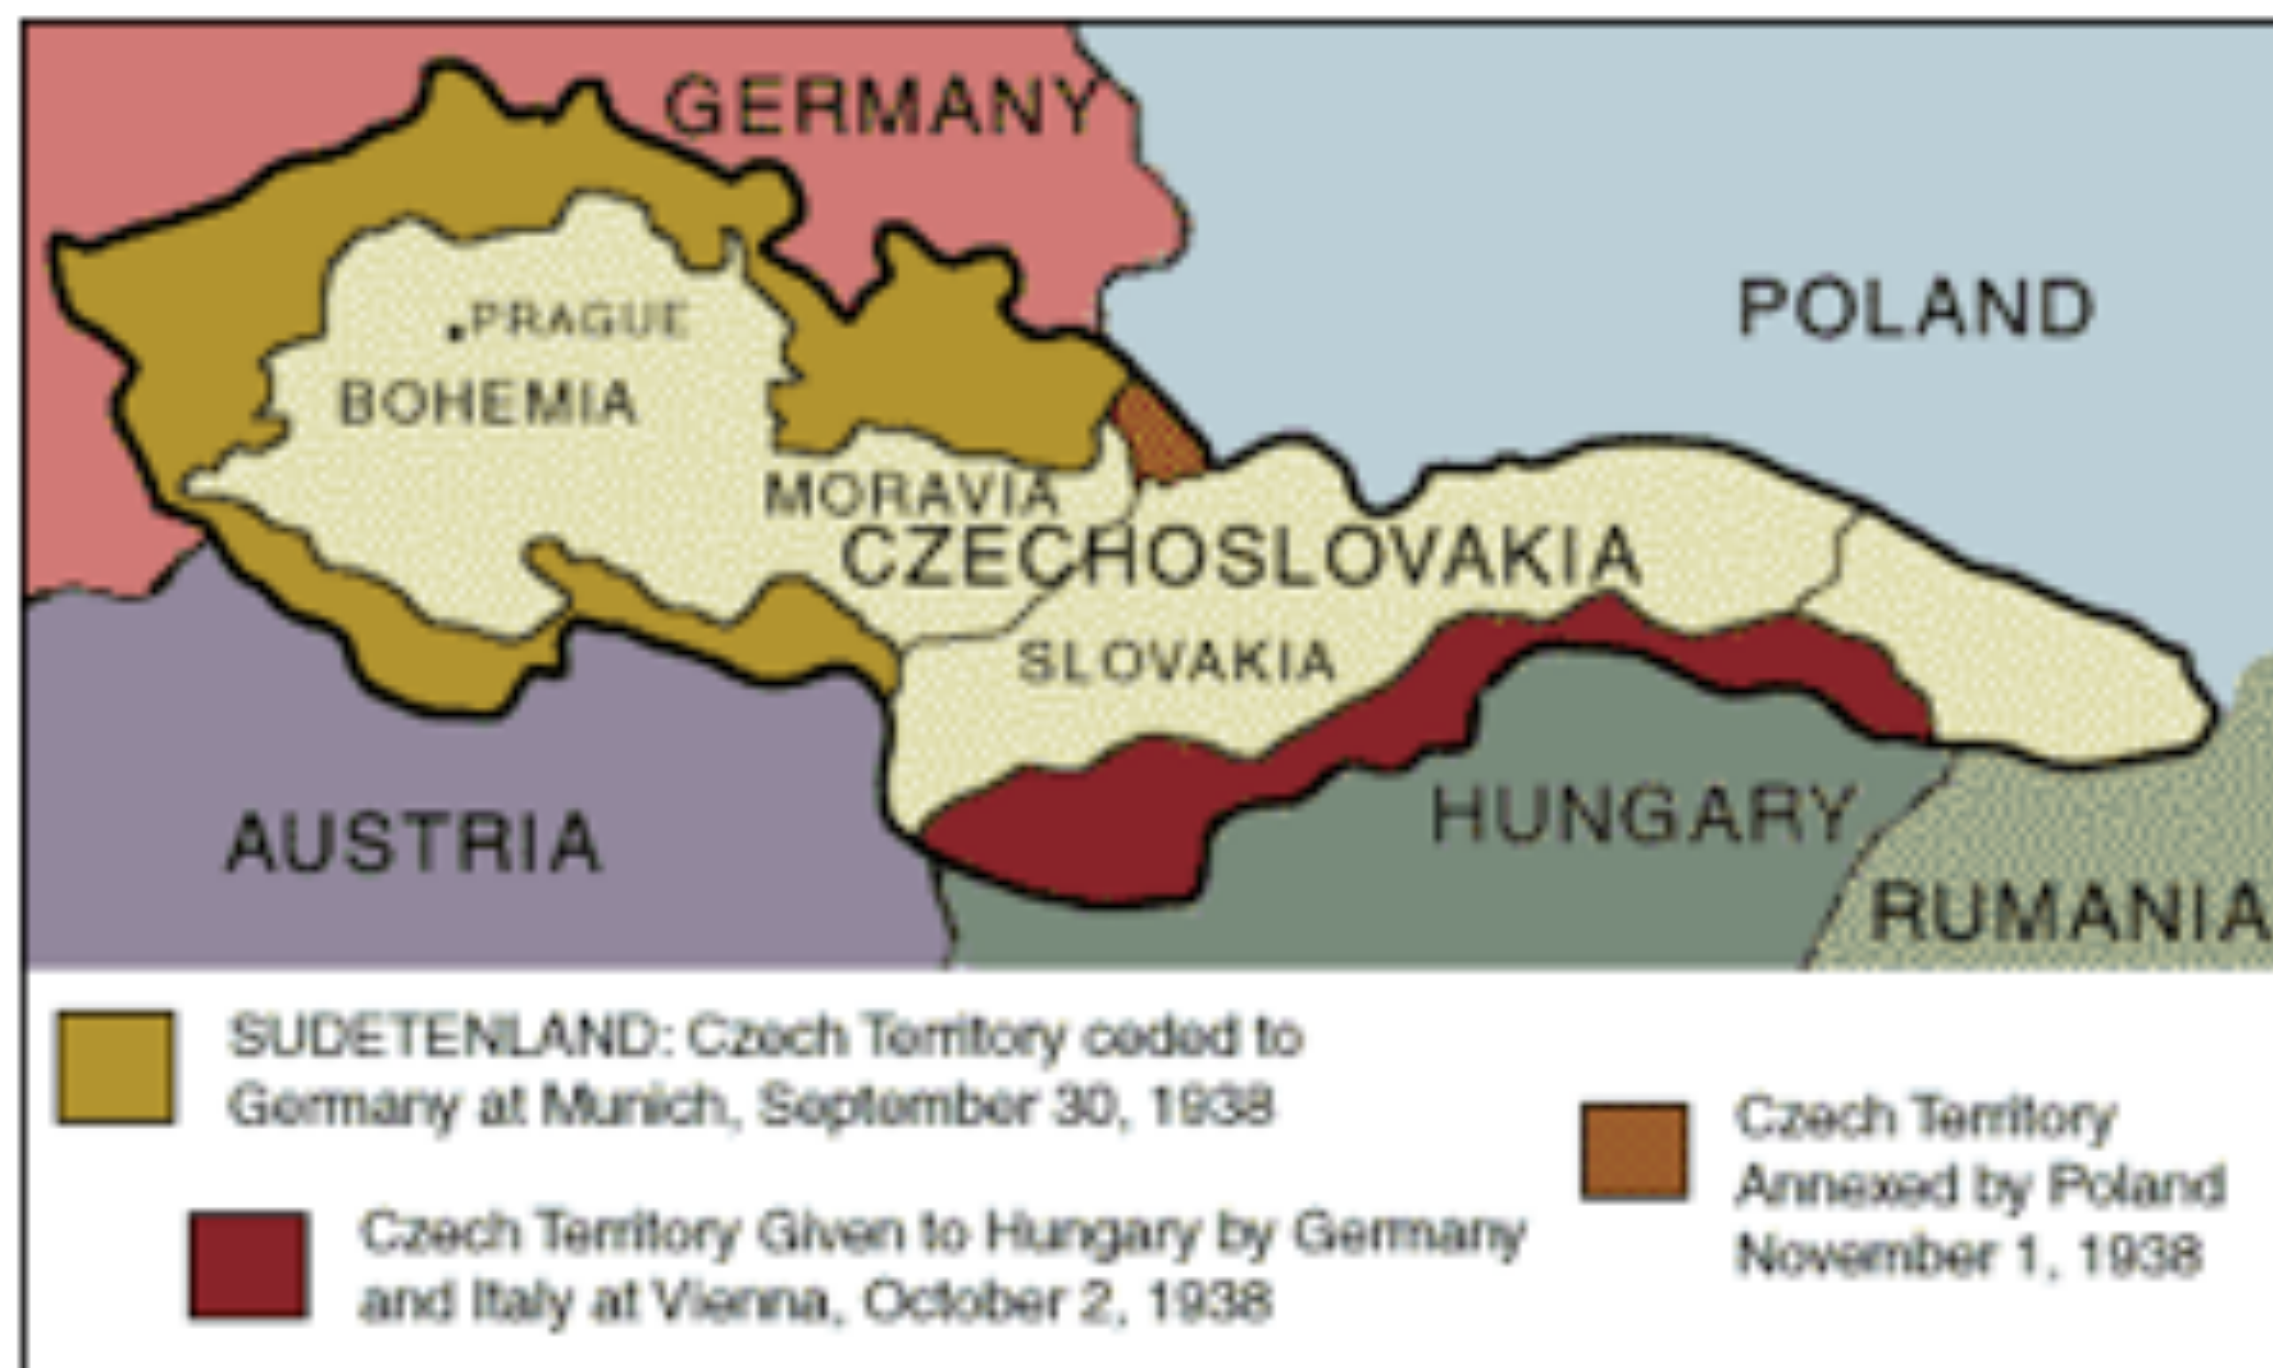 GERMANY
POLAND
PRAGUE
BOHEMIA
MORAVIA
CZECHOSLOVAKIA
SLOVAKIA
AUSTRIA
HUNGARY
RUMANIA
SUDETENLAND: Czech Territory ceded to
Germany at Munich, September 30, 1938
Czech Territory Given to Hungary by Germany
and Italy at Vienna, October 2, 1938
Czech Territory
Annexed by Poland
November 1, 1938